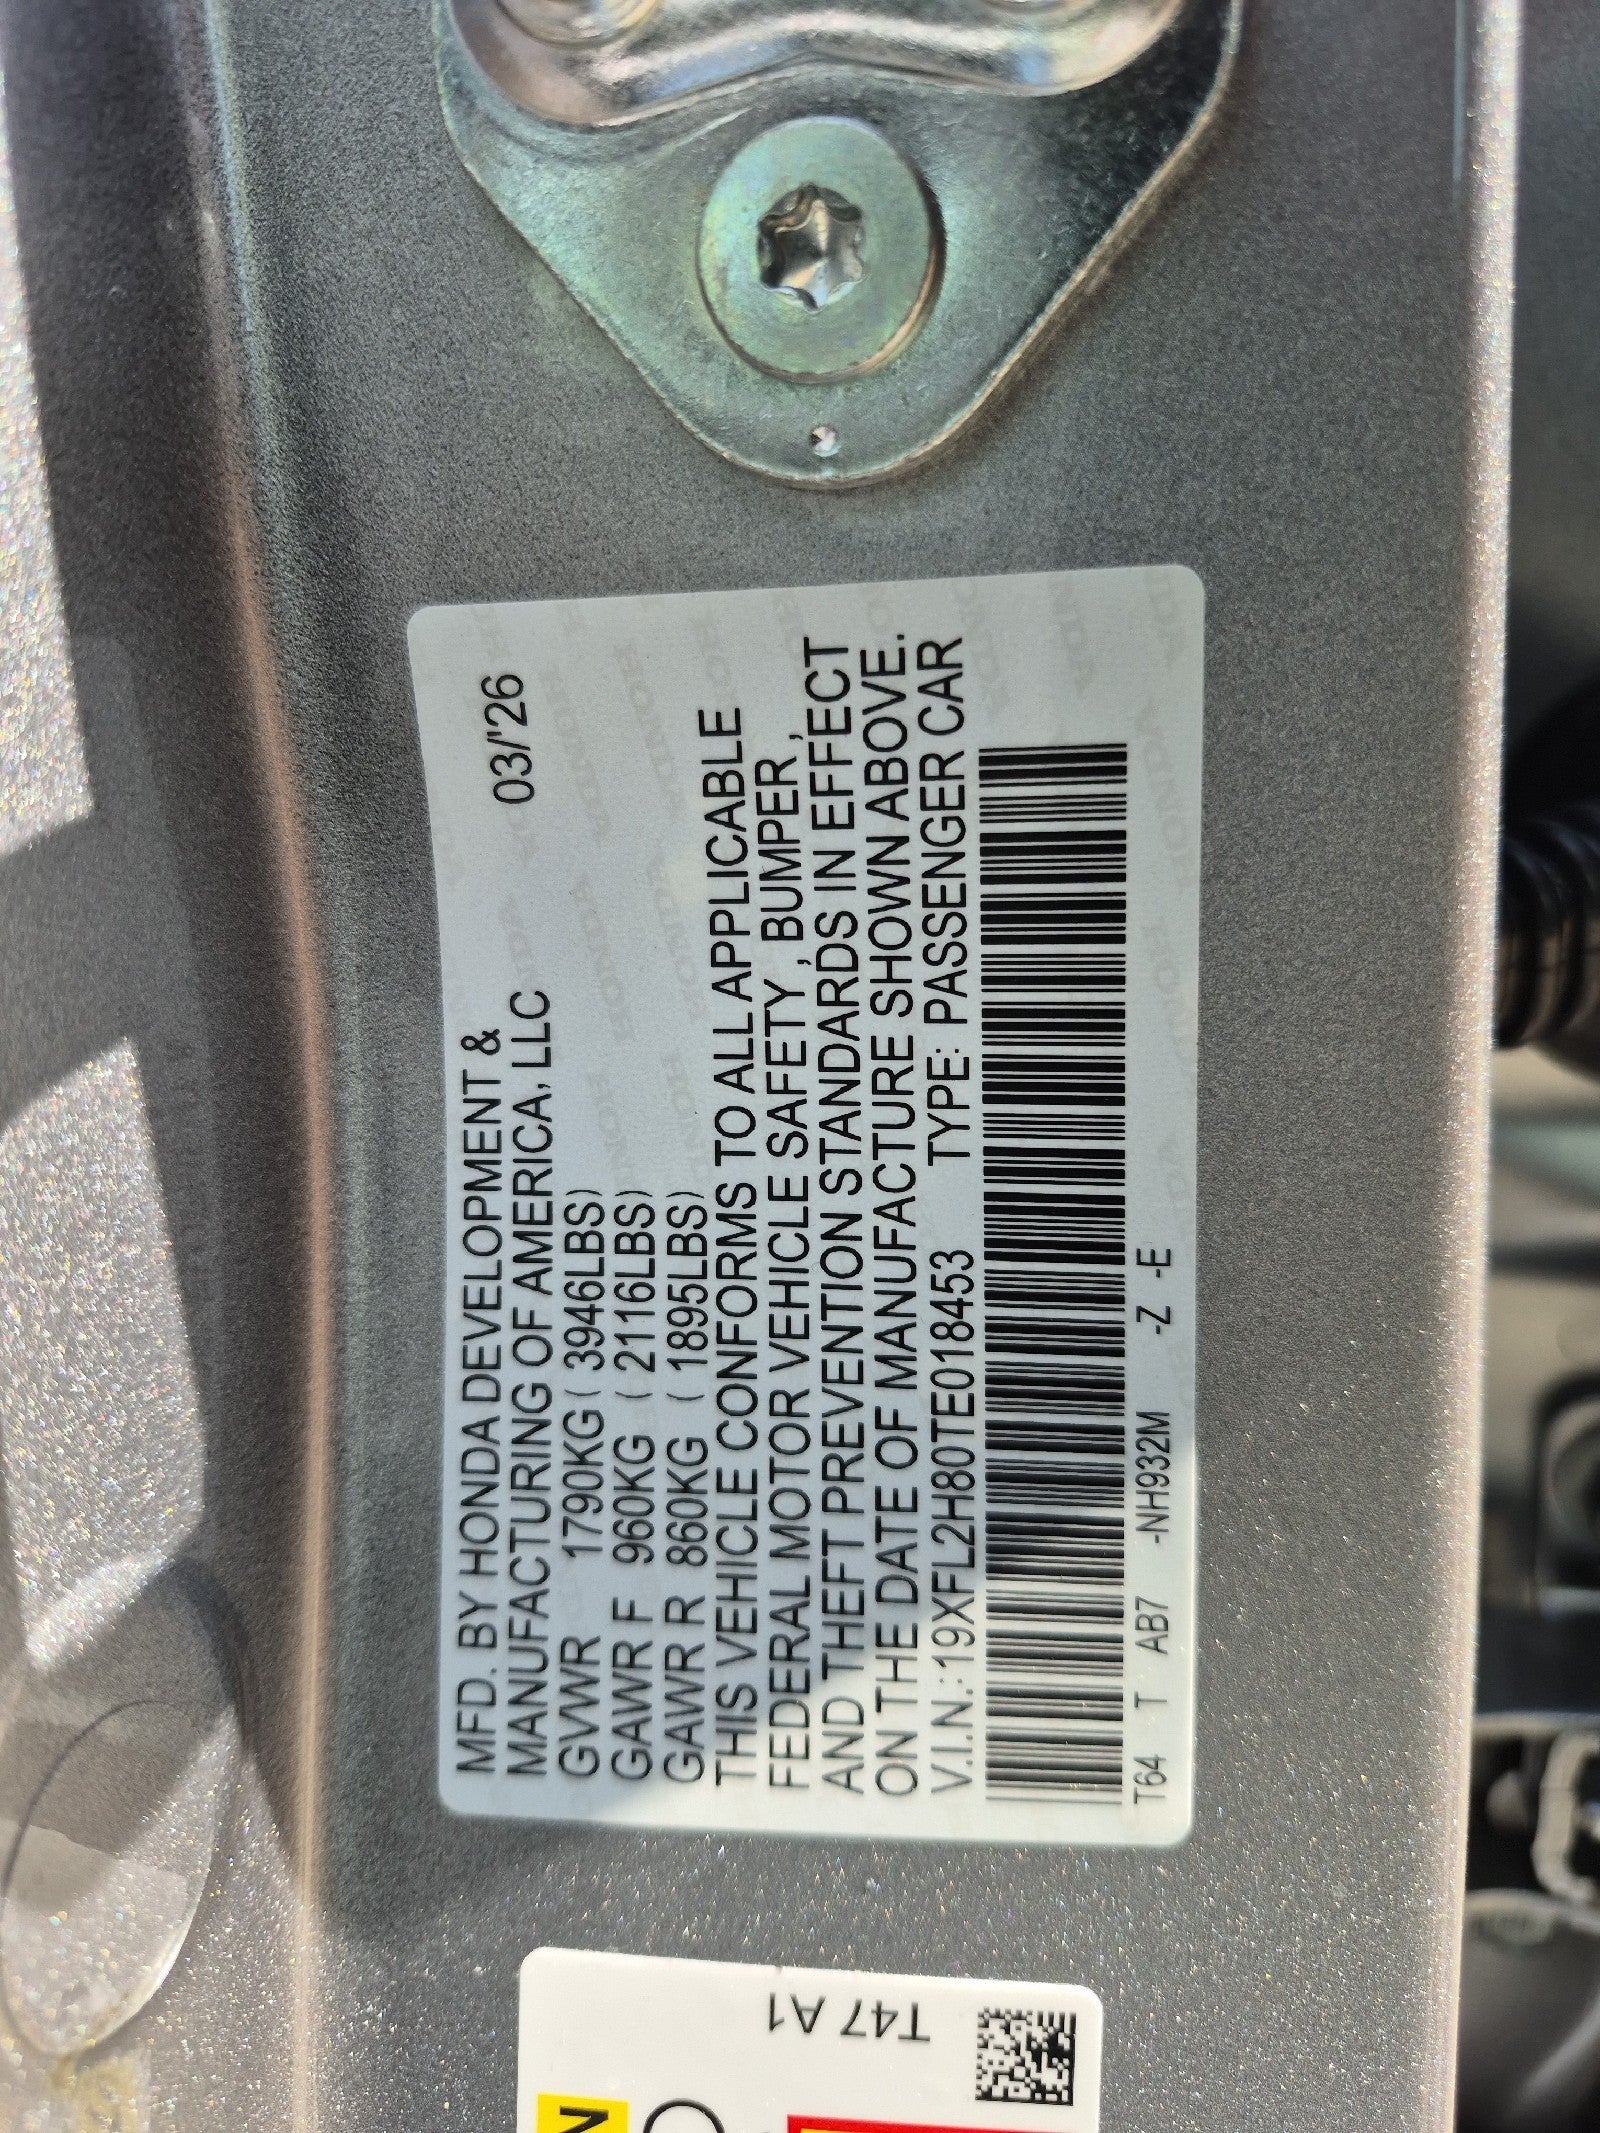 MFD. BY HONDA DEVELOPMENT &
MANUFACTURING OF AMERICA, LLC 03/'26
GVWR 1790KG ( 3946LBS)
GAWR F 960KG ( 2116LBS)
GAWR R 860KG ( 1895LBS)
THIS VEHICLE CONFORMS TO ALL APPLICABLE
FEDERAL MOTOR VEHICLE SAFETY , BUMPER ,
AND THEFT PREVENTION STANDARDS IN EFFECT
ON THE DATE OF MANUFACTURE SHOWN ABOVE.
V.I.N.:19XFL2H80TE018453 TYPE: PASSENGER CAR
T64 T AB7 -NH932M -Z -E
T47 A1